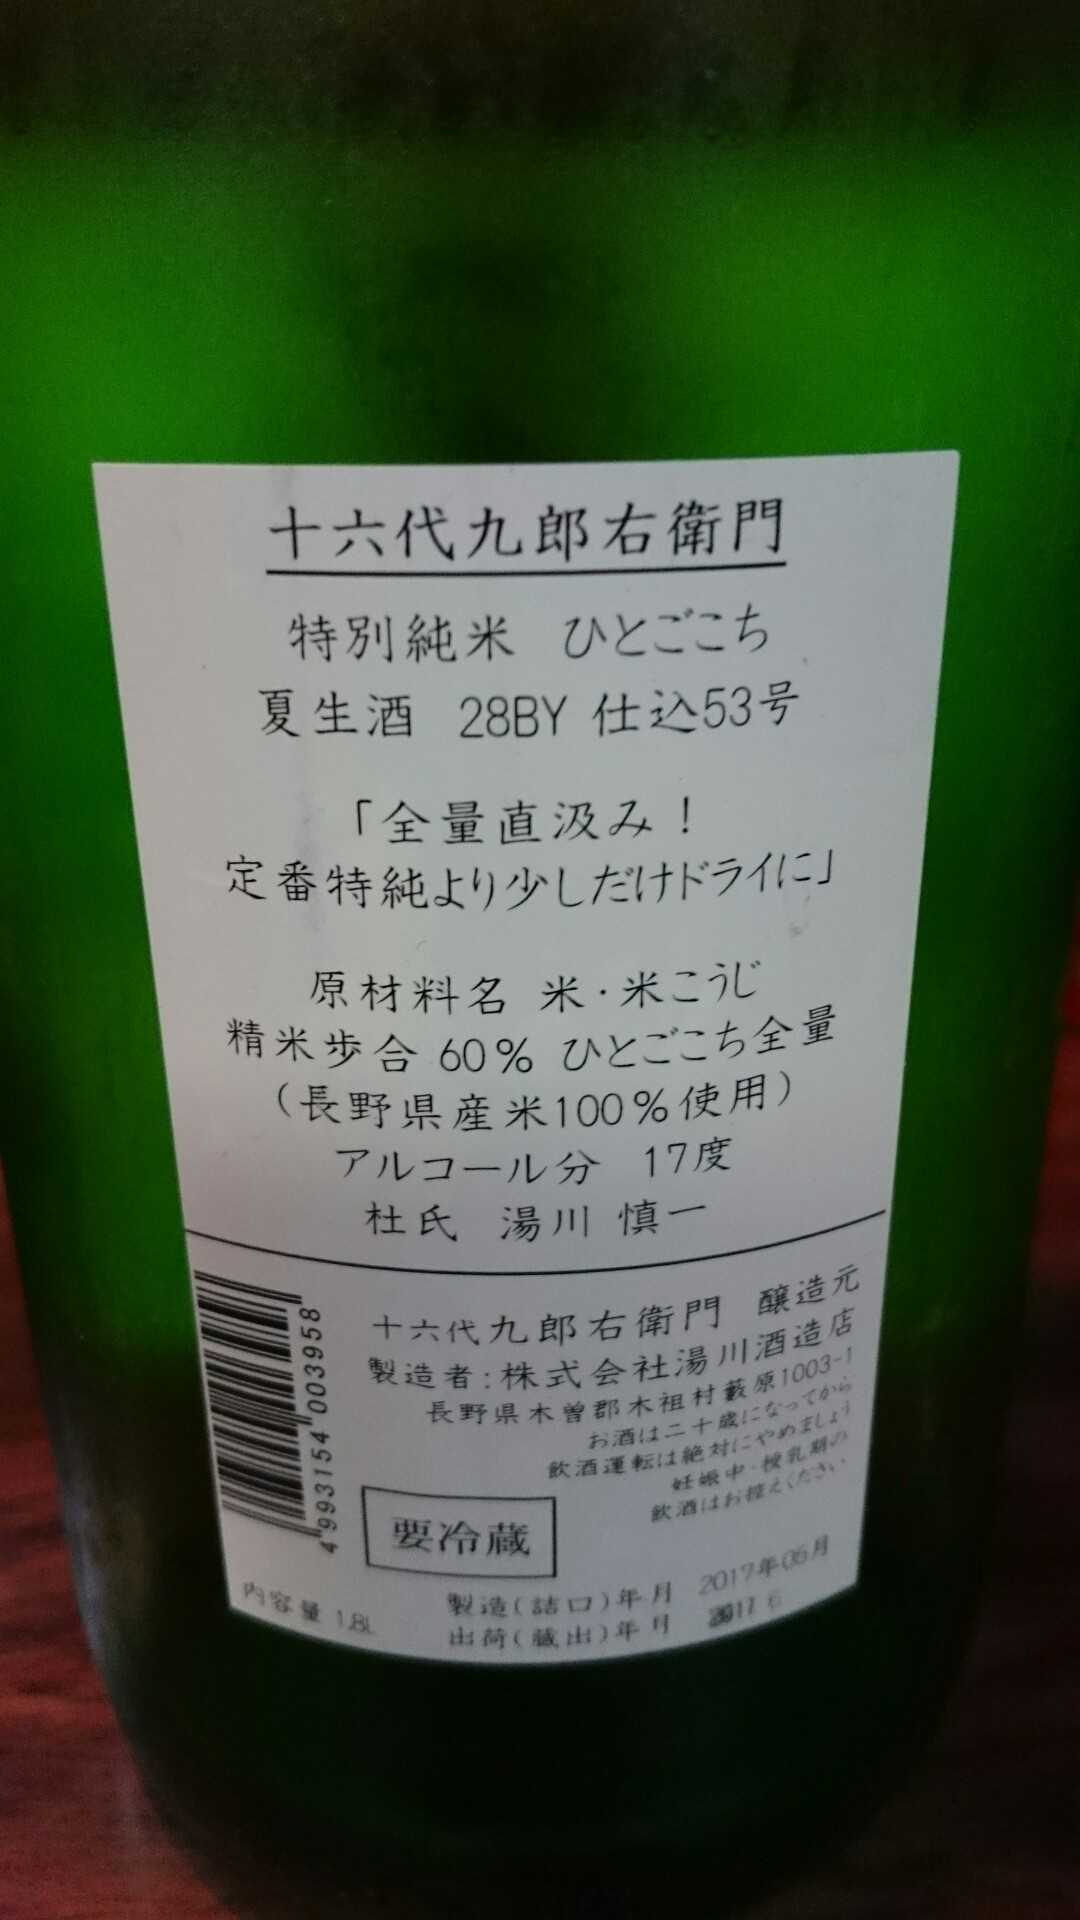 十六代九郎右衛門
特別純米 ひとごこち
夏生酒 28BY 仕込53号
「全量直汲み！
定番特純より少しだけドライに」
原材料名 米・米こうじ
精米歩合 60% ひとごこち全量
（長野県産米100%使用）
アルコール分 17度
杜氏 湯川 慎一
4993154 003958
十六代九郎右衛門 醸造元
製造者：株式会社湯川酒造店
長野県木曽郡木祖村藪原1003-1
お酒は二十歳になってから
飲酒運転は絶対にやめましょう
妊娠中・授乳期の
飲酒はお控えください
要冷蔵
内容量 1.8L
製造(詰口)年月 2017年06月
出荷(蔵出)年月 2017 6